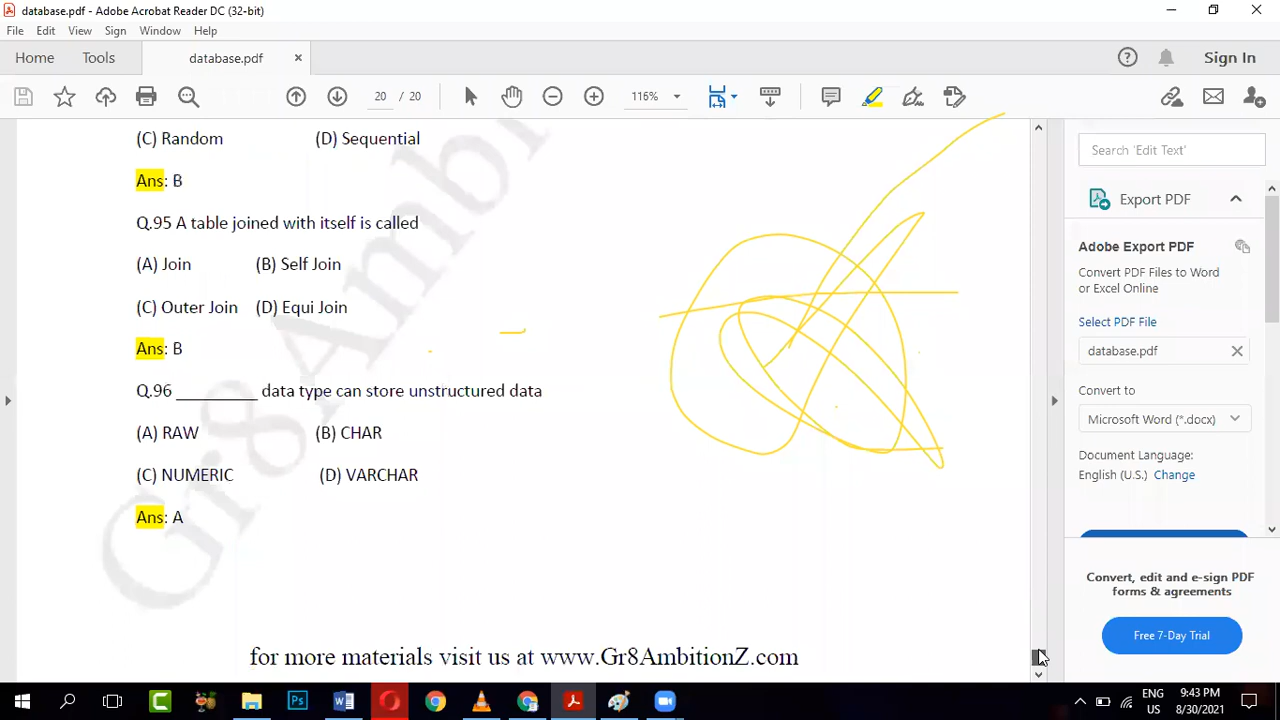 database.pdf - Adobe Acrobat Reader DC (32-bit)
File Edit View Sign Window Help
Home Tools database.pdf Sign In
20 / 20 116%
(C) Random (D) Sequential
Ans: B
Q.95 A table joined with itself is called
(A) Join (B) Self Join
(C) Outer Join (D) Equi Join
Ans: B
Q.96 _________ data type can store unstructured data
(A) RAW (B) CHAR
(C) NUMERIC (D) VARCHAR
Ans: A
for more materials visit us at www.Gr8AmbitionZ.com
Gr8Ambi
Search 'Edit Text'
Export PDF
Adobe Export PDF
Convert PDF Files to Word
or Excel Online
Select PDF File
database.pdf
Convert to
Microsoft Word (*.docx)
Document Language:
English (U.S.) Change
Convert, edit and e-sign PDF
forms & agreements
Free 7-Day Trial
ENG 9:43 PM
US 8/30/2021